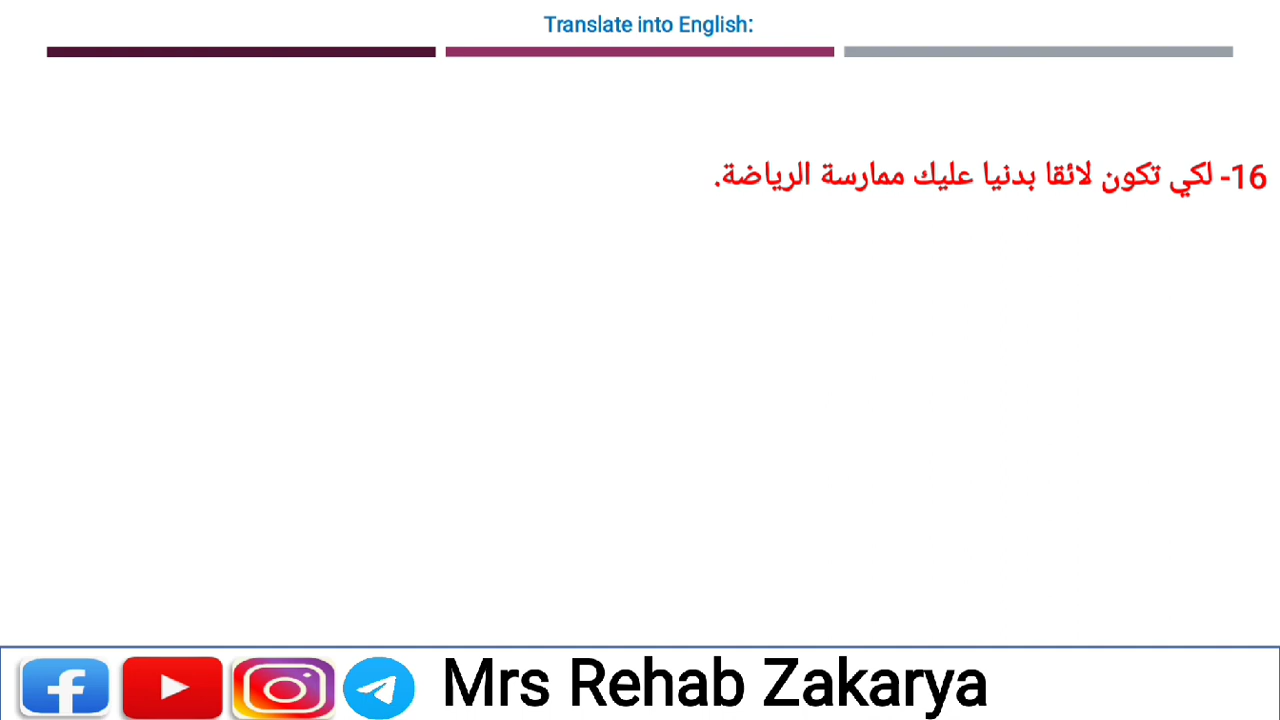 Translate into English:
16- لكي تكون لائقا بدنيا عليك ممارسة الرياضة.
Mrs Rehab Zakarya